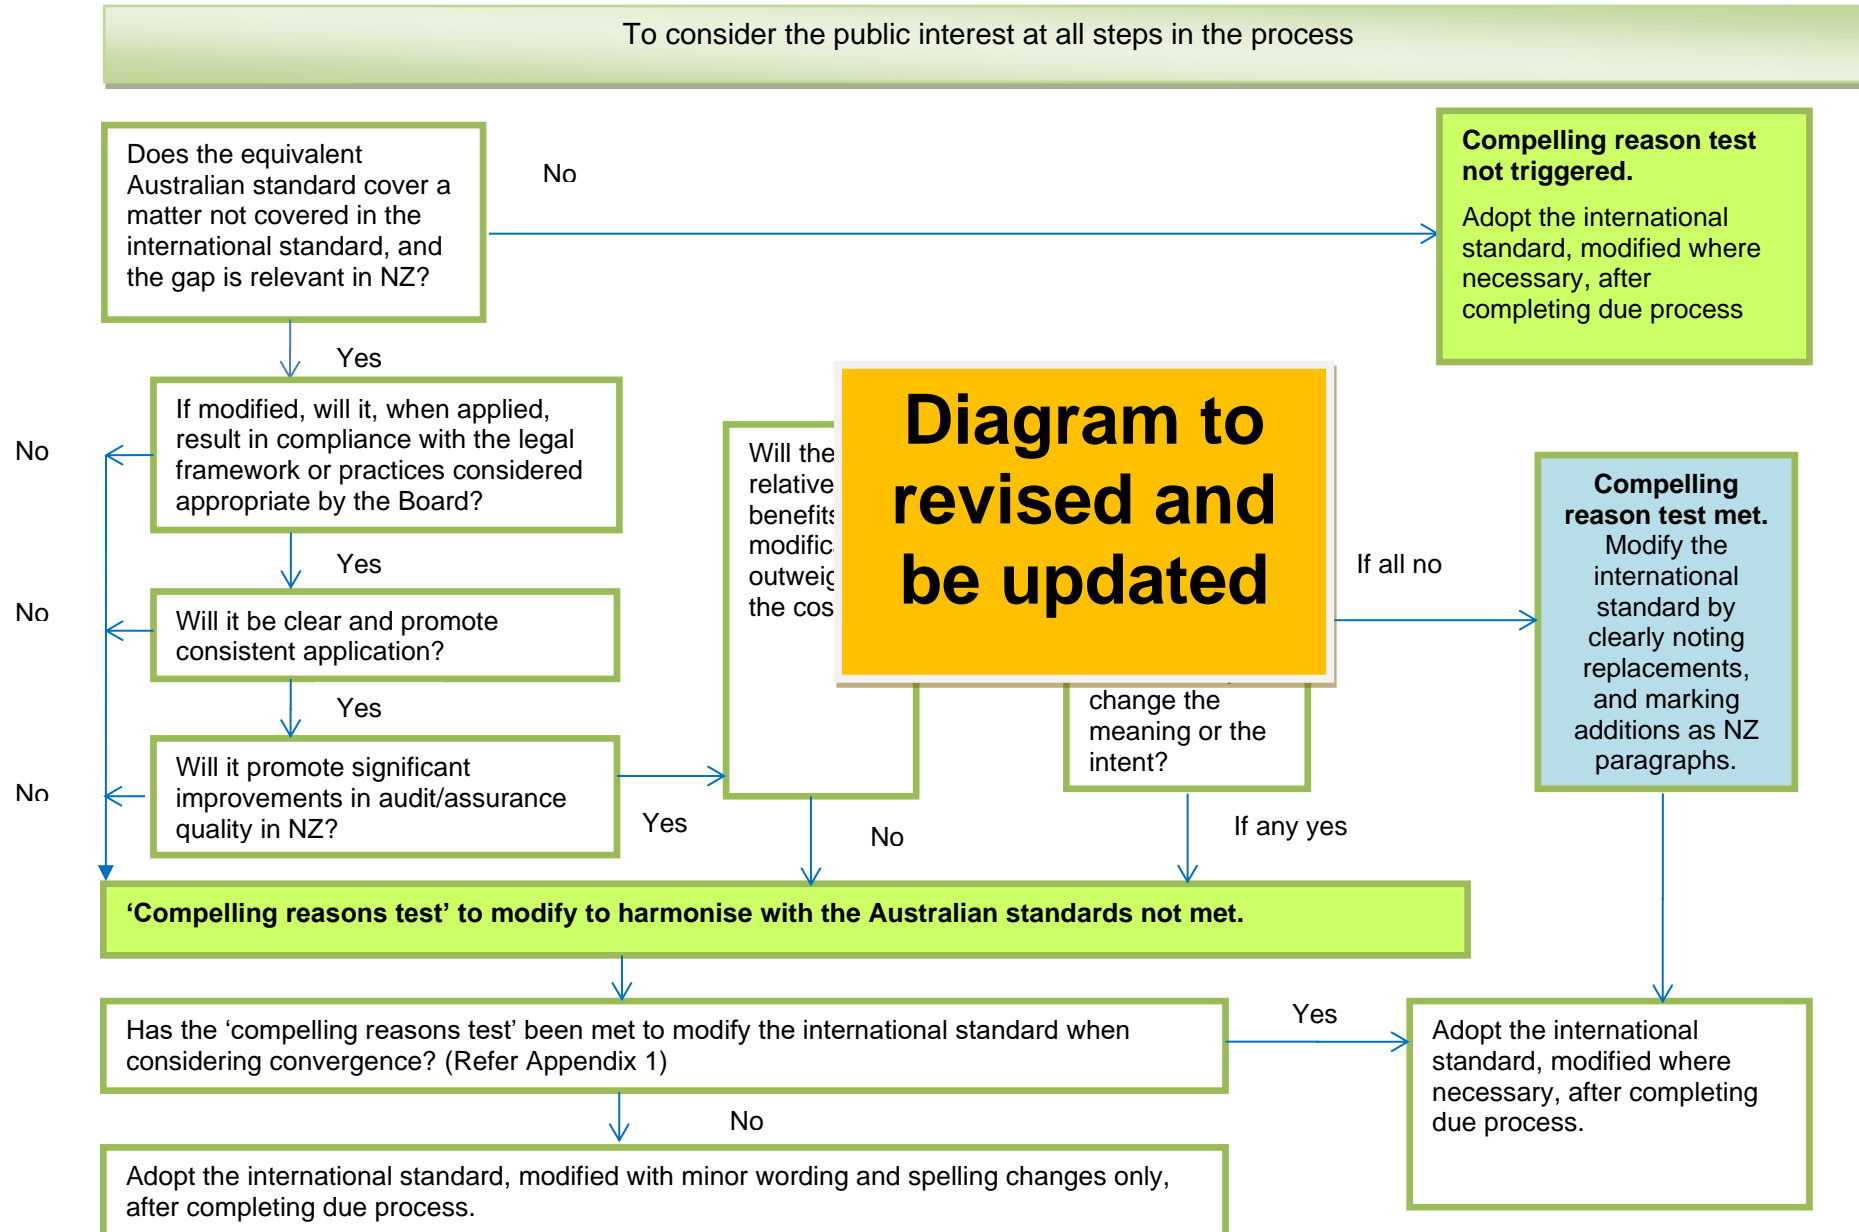 To consider the public interest at all steps in the process
Does the equivalent
Australian standard cover a
matter not covered in the
international standard, and
the gap is relevant in NZ?
No
Compelling reason test
not triggered.
Adopt the international
standard, modified where
necessary, after
completing due process
Yes
If modified, will it, when applied,
result in compliance with the legal
framework or practices considered
appropriate by the Board?
No
Yes
Will it be clear and promote
consistent application?
No
Yes
Will it promote significant
improvements in audit/assurance
quality in NZ?
No
Yes
Will the
relative
benefits
the
No
Diagram to
revised and
be updated
change the
meaning or the
intent?
If any yes
If all no
Compelling
reason test met.
Modify the
international
standard by
clearly noting
replacements,
and marking
additions as NZ
paragraphs.
‘Compelling reasons test’ to modify to harmonise with the Australian standards not met.
Has the ‘compelling reasons test’ been met to modify the international standard when
considering convergence? (Refer Appendix 1)
Yes
Adopt the international
standard, modified where
necessary, after completing
due process.
No
Adopt the international standard, modified with minor wording and spelling changes only,
after completing due process.